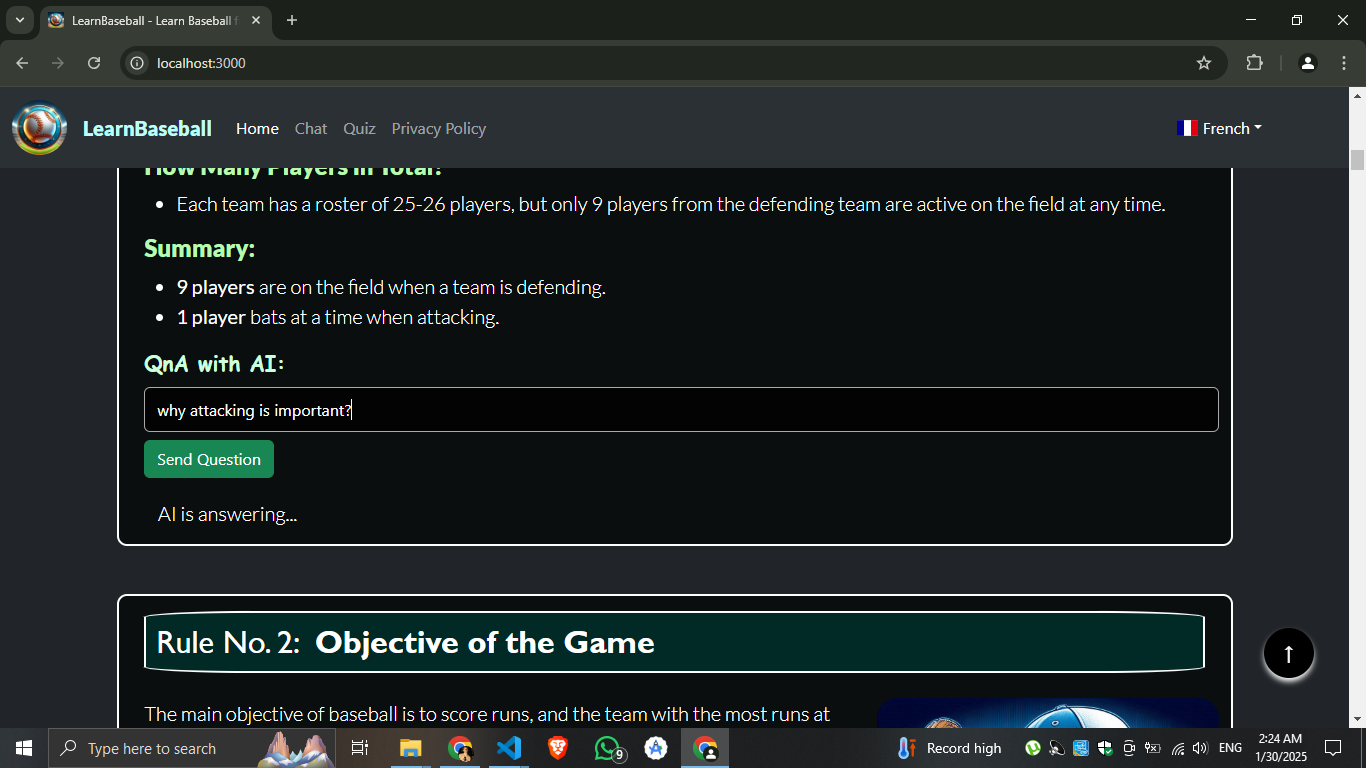 LearnBaseball - Learn Baseball f
localhost:3000
LearnBaseball Home Chat Quiz Privacy Policy French
How Many Players in Total?
Each team has a roster of 25-26 players, but only 9 players from the defending team are active on the field at any time.
Summary:
9 players are on the field when a team is defending.
1 player bats at a time when attacking.
QnA with AI:
why attacking is important?
Send Question
AI is answering...
Rule No. 2: Objective of the Game
↑
The main objective of baseball is to score runs, and the team with the most runs at
Type here to search
9
Record high
ENG
2:24 AM
1/30/2025